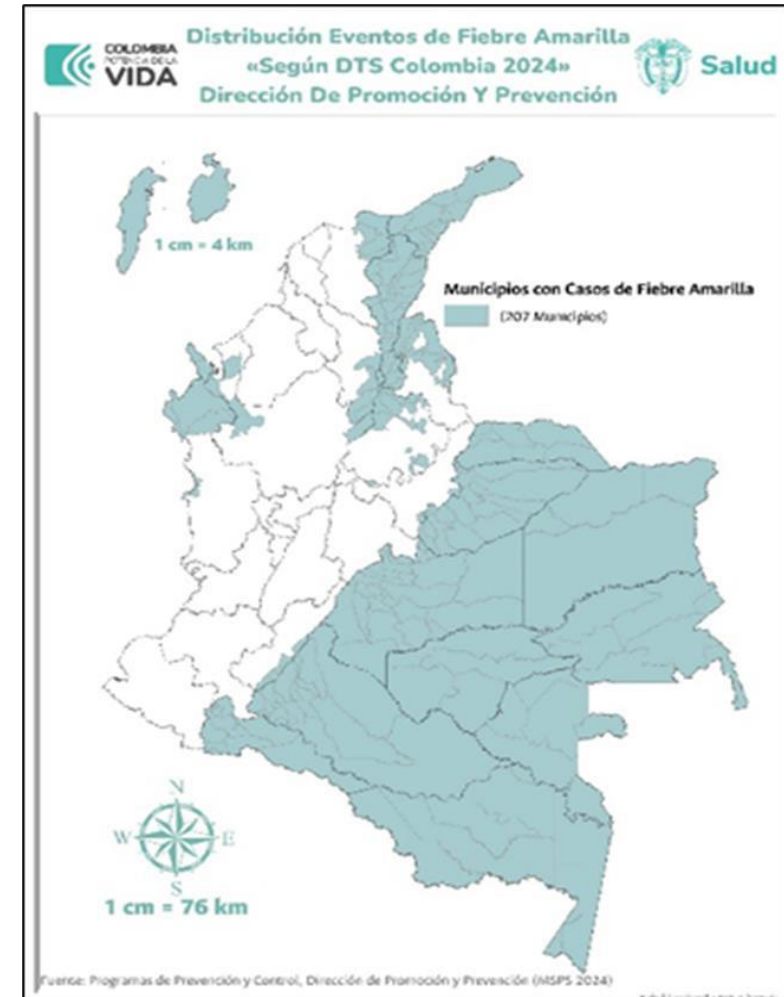 COLOMBIA
POTENCIA DE LA
VIDA
Distribución Eventos de Fiebre Amarilla
«Según DTS Colombia 2024»
Dirección De Promoción Y Prevención
Salud
1 cm = 4 km
Municipios con Casos de Fiebre Amarilla
(207 Municipios)
N
W E
S
1 cm = 76 km
Fuente: Programas de Prevención y Control, Dirección de Promoción y Prevención (MSPS 2024)